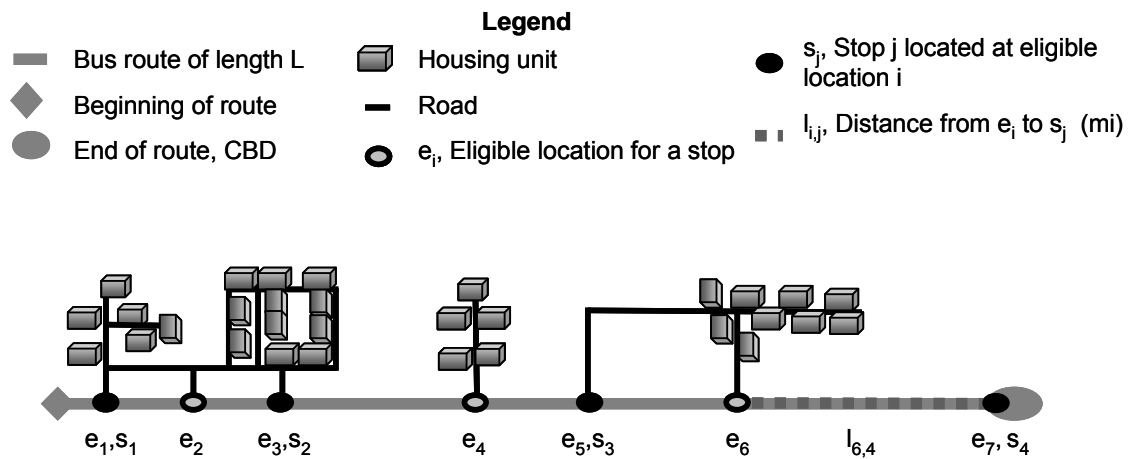 Legend
Bus route of length L
Beginning of route
End of route, CBD
Housing unit
Road
eᵢ, Eligible location for a stop
sⱼ, Stop j located at eligible
location i
lᵢ,ⱼ, Distance from eᵢ to sⱼ (mi)
e₁,s₁ e₂ e₃,s₂ e₄ e₅,s₃ e₆ l₆,₄ e₇, s₄